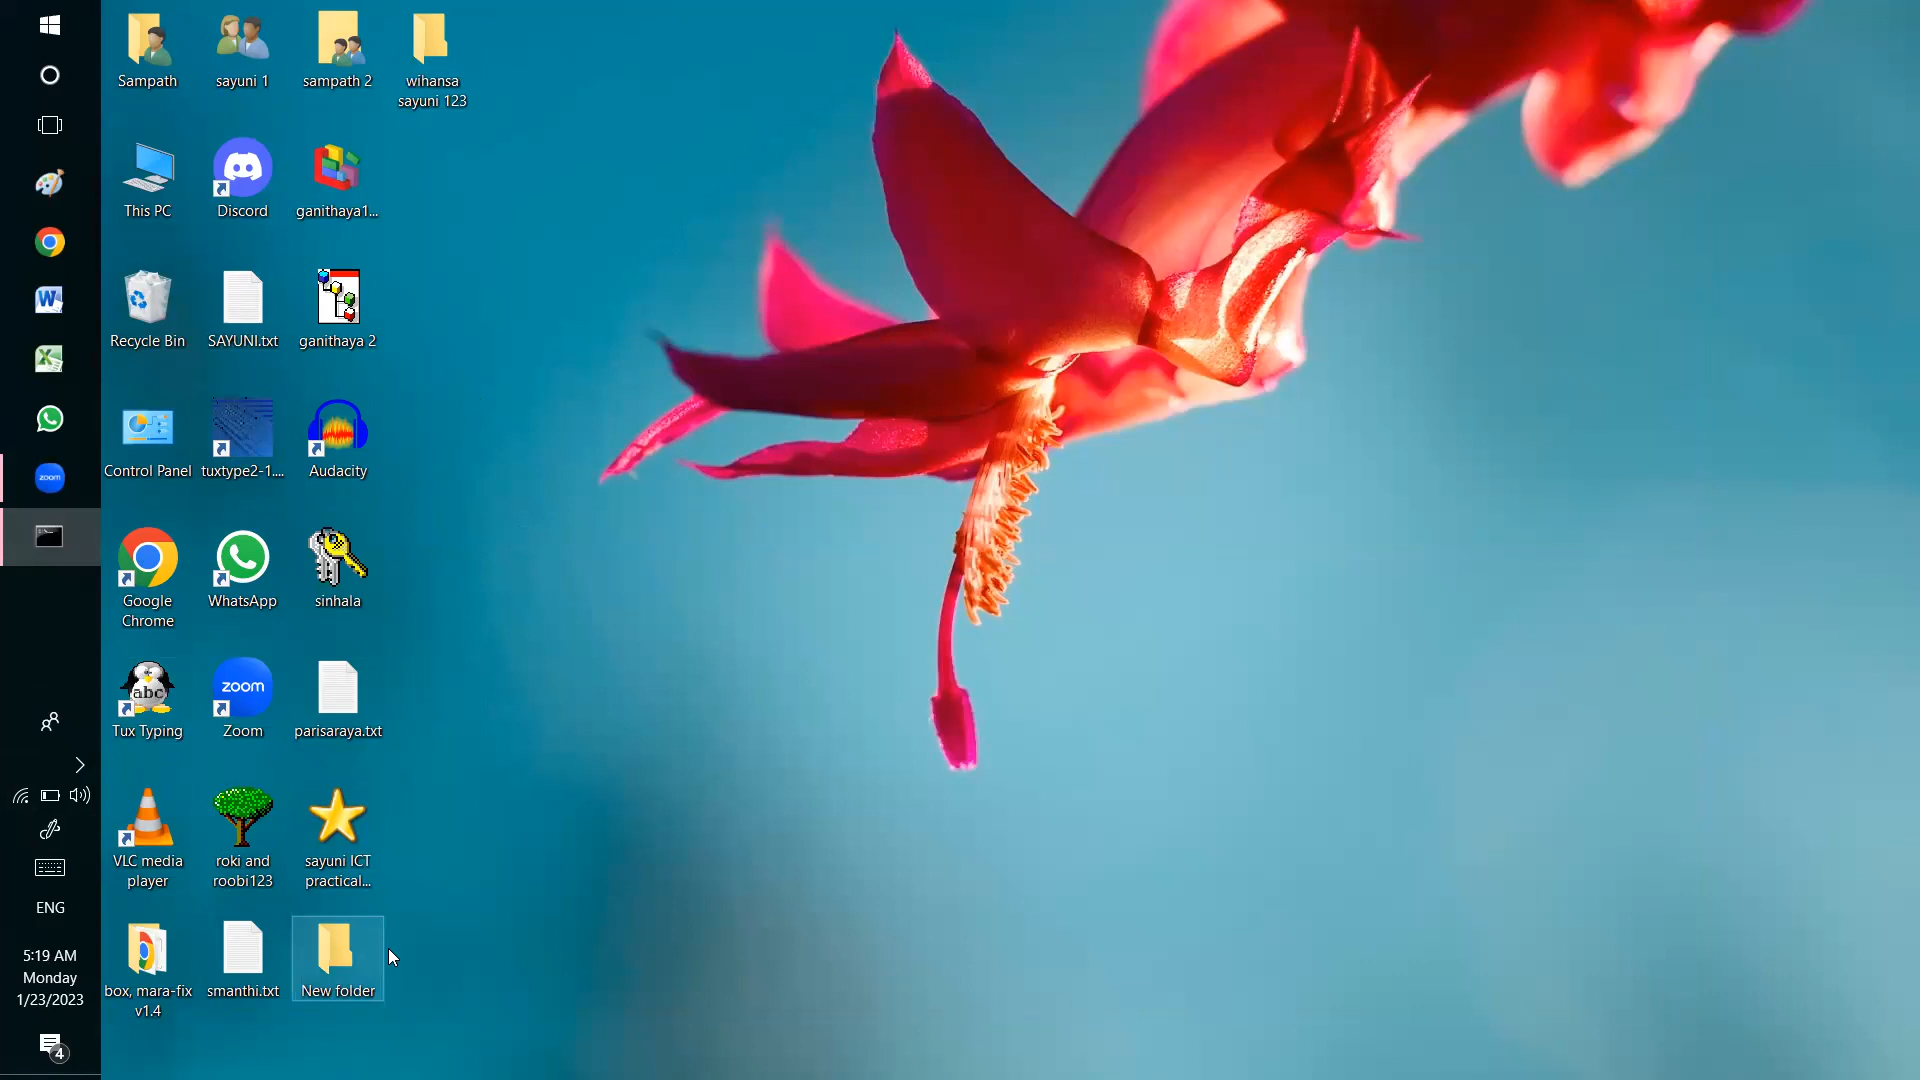 Sampath
sayuni 1
sampath 2
wihansa
sayuni 123
This PC
Discord
ganithaya1...
Recycle Bin
SAYUNI.txt
ganithaya 2
Control Panel
tuxtype2-1....
Audacity
Google
Chrome
WhatsApp
sinhala
abc
Tux Typing
zoom
Zoom
parisaraya.txt
VLC media
player
roki and
roobi123
sayuni ICT
practical...
box, mara-fix
v1.4
smanthi.txt
New folder
W
X
zoom
ENG
5:19 AM
Monday
1/23/2023
4